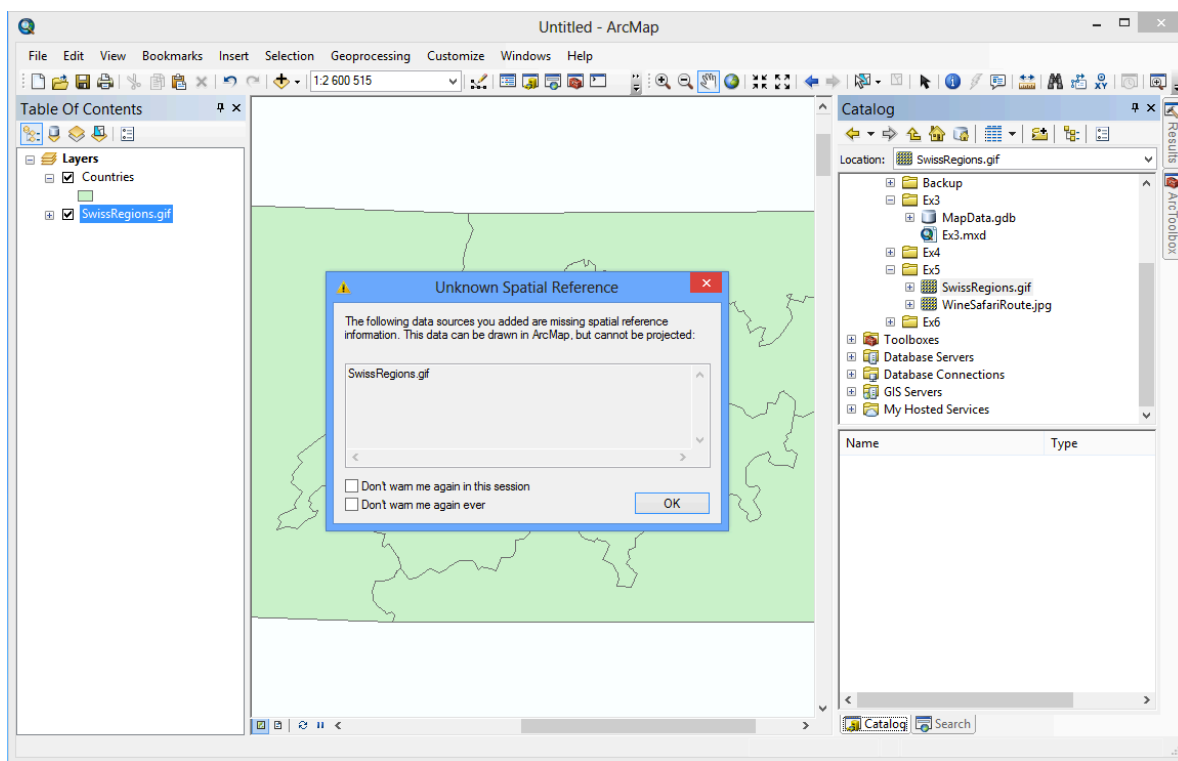 Untitled - ArcMap
File Edit View Bookmarks Insert Selection Geoprocessing Customize Windows Help
1:2 600 515
Table Of Contents
Layers
Countries
SwissRegions.gif
Unknown Spatial Reference
The following data sources you added are missing spatial reference
information. This data can be drawn in ArcMap, but cannot be projected:
SwissRegions.gif
Don't warn me again in this session
Don't warn me again ever
OK
Catalog
Location: SwissRegions.gif
Backup
Ex3
MapData.gdb
Ex3.mxd
Ex4
Ex5
SwissRegions.gif
WineSafariRoute.jpg
Ex6
Toolboxes
Database Servers
Database Connections
GIS Servers
My Hosted Services
Name Type
Catalog Search
Results
ArcToolbox